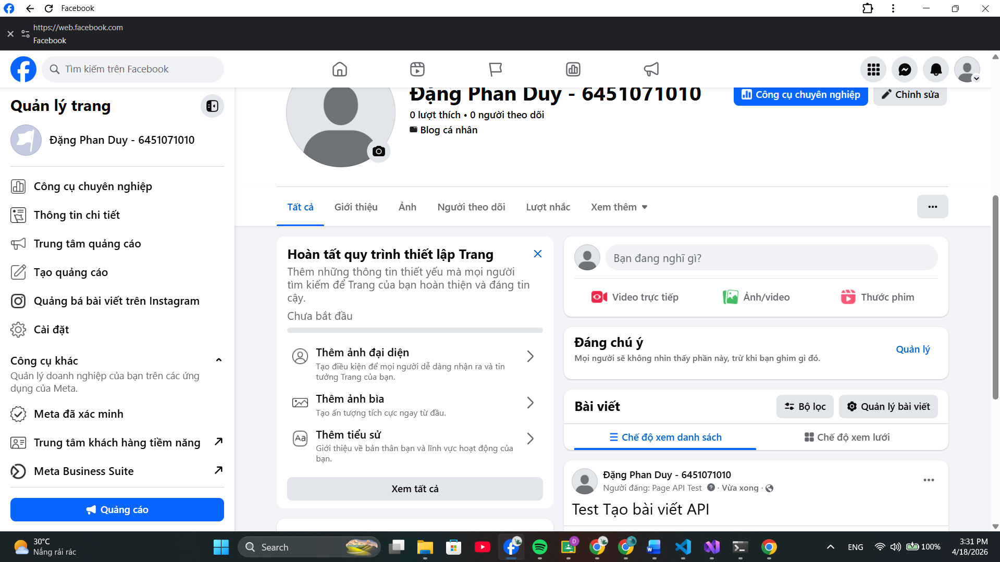 Facebook
https://web.facebook.com
Facebook
Tìm kiếm trên Facebook
Quản lý trang
Đặng Phan Duy - 6451071010
Công cụ chuyên nghiệp
Thông tin chi tiết
Trung tâm quảng cáo
Tạo quảng cáo
Quảng bá bài viết trên Instagram
Cài đặt
Công cụ khác
Quản lý doanh nghiệp của bạn trên các ứng
dụng của Meta.
Meta đã xác minh
Trung tâm khách hàng tiềm năng
Meta Business Suite
Quảng cáo
Đặng Phan Duy - 6451071010
0 lượt thích • 0 người theo dõi
Blog cá nhân
Công cụ chuyên nghiệp
Chỉnh sửa
Tất cả
Giới thiệu
Ảnh
Người theo dõi
Lượt nhắc
Xem thêm
Hoàn tất quy trình thiết lập Trang
Thêm những thông tin thiết yếu mà mọi người
tìm kiếm để Trang của bạn hoàn thiện và đáng tin
cậy.
Chưa bắt đầu
Thêm ảnh đại diện
Tạo điều kiện để mọi người dễ dàng nhận ra và tin
tưởng Trang của bạn.
Thêm ảnh bìa
Tạo ấn tượng tích cực ngay từ đầu.
Aa
Thêm tiểu sử
Giới thiệu về bản thân bạn và lĩnh vực hoạt động của
bạn.
Xem tất cả
Bạn đang nghĩ gì?
Video trực tiếp
Ảnh/video
Thước phim
Đáng chú ý
Mọi người sẽ không nhìn thấy phần này, trừ khi bạn ghim gì đó.
Quản lý
Bài viết
Bộ lọc
Quản lý bài viết
Chế độ xem danh sách
Chế độ xem lưới
Đặng Phan Duy - 6451071010
Người đăng: Page API Test · Vừa xong ·
Test Tạo bài viết API
30°C
Nắng rải rác
Search
D
ENG
100%
3:31 PM
4/18/2026